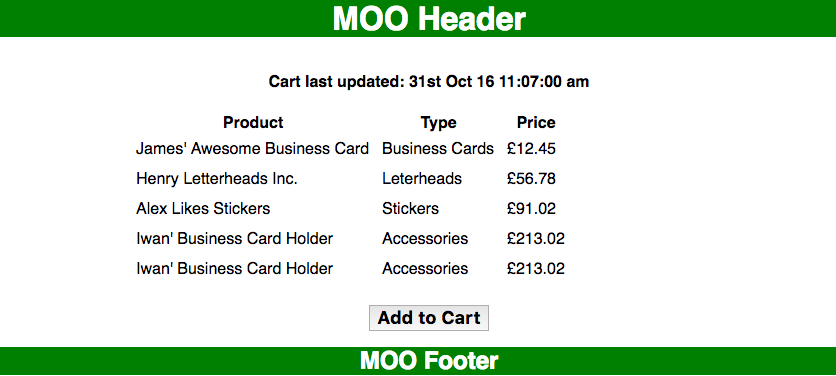 MOO Header
Cart last updated: 31st Oct 16 11:07:00 am
Product Type Price
James' Awesome Business Card Business Cards £12.45
Henry Letterheads Inc. Leterheads £56.78
Alex Likes Stickers Stickers £91.02
Iwan' Business Card Holder Accessories £213.02
Iwan' Business Card Holder Accessories £213.02
Add to Cart
MOO Footer